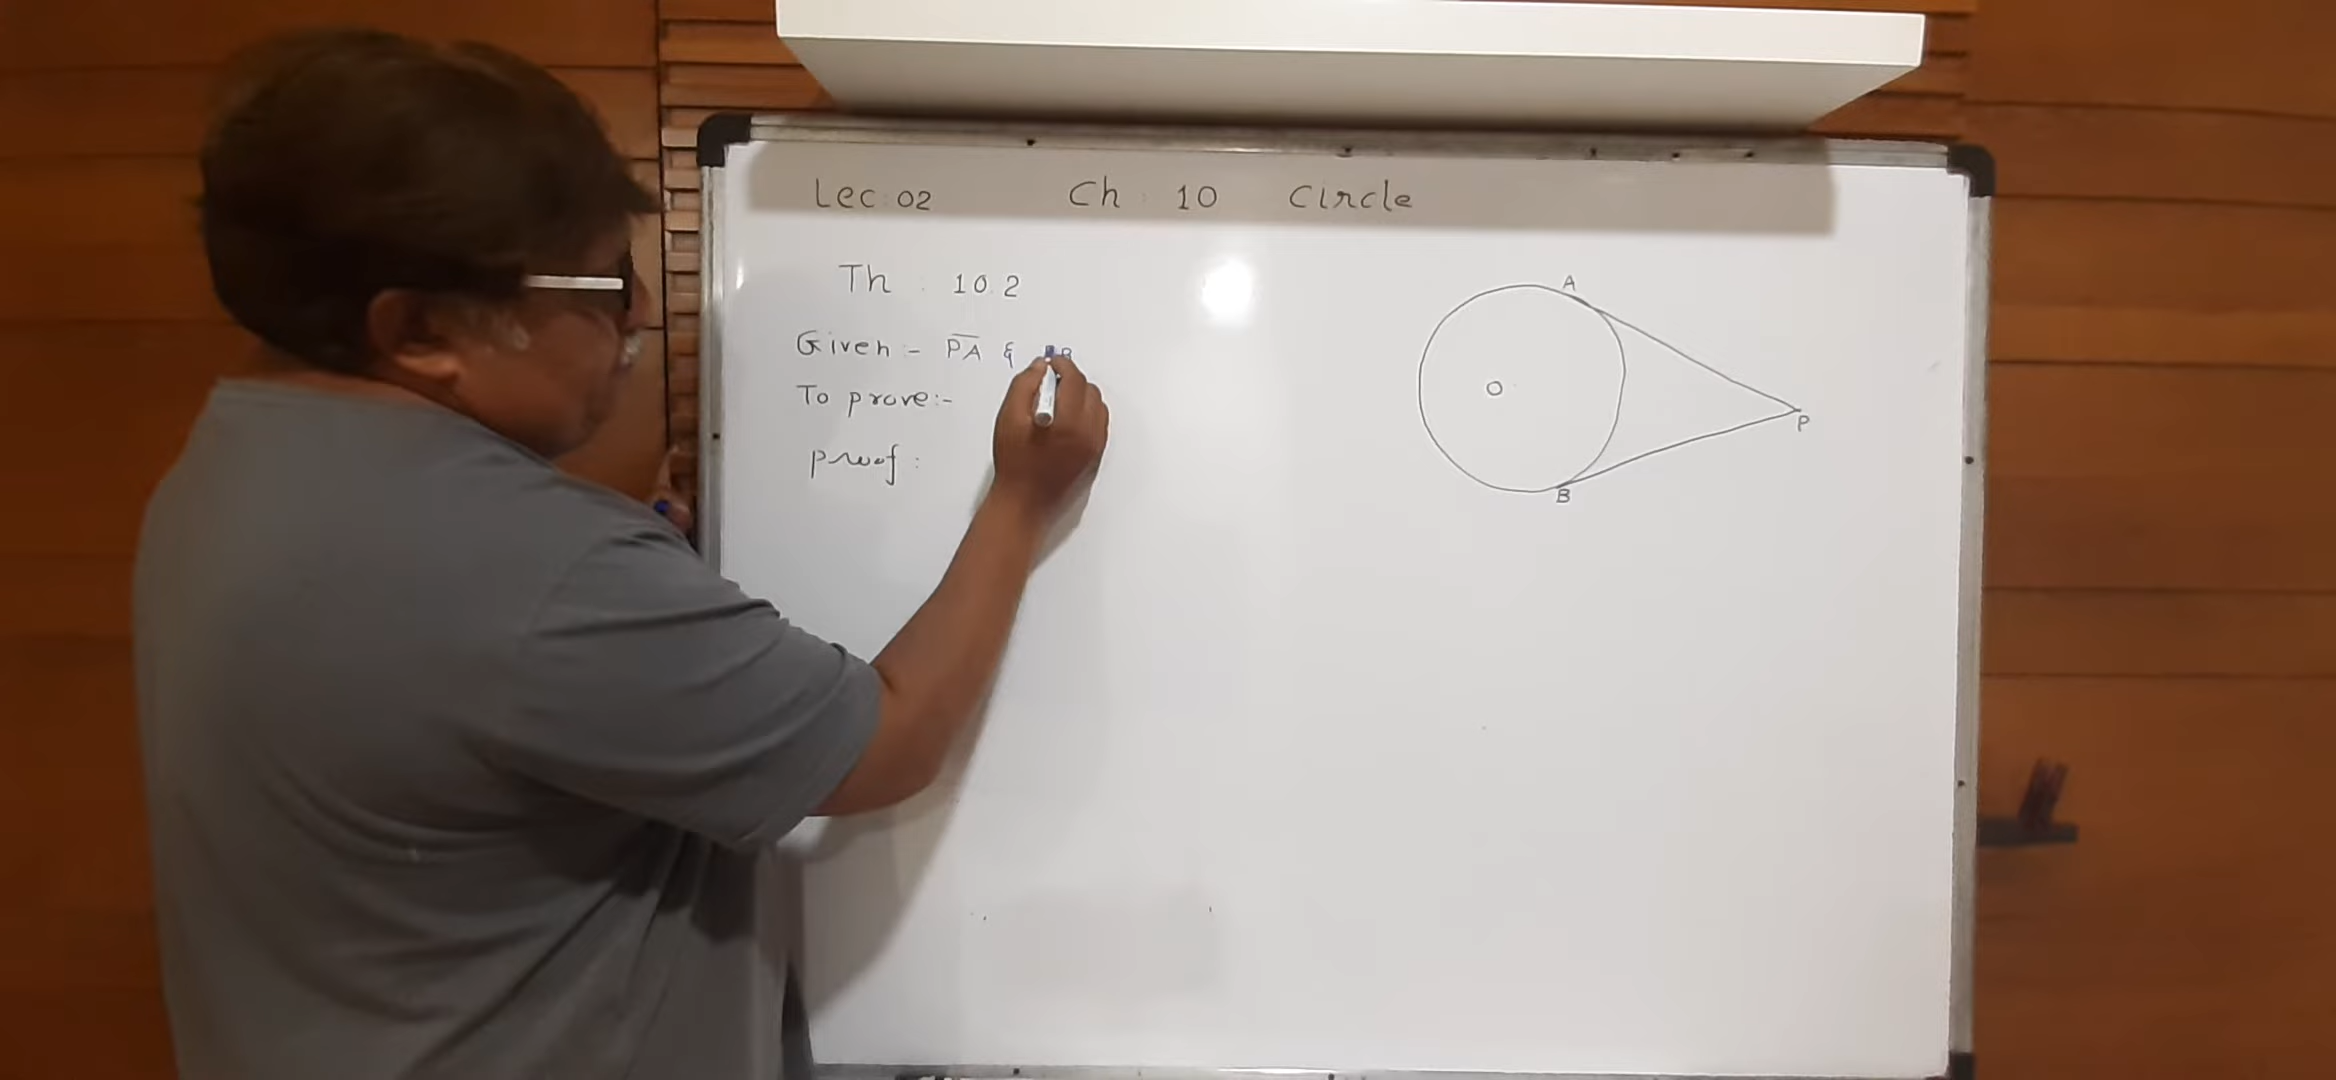 Lec: 02 Ch : 10 Circle
Th . 10.2
Given :- PA &
To prove:-
proof :
A
O
P
B